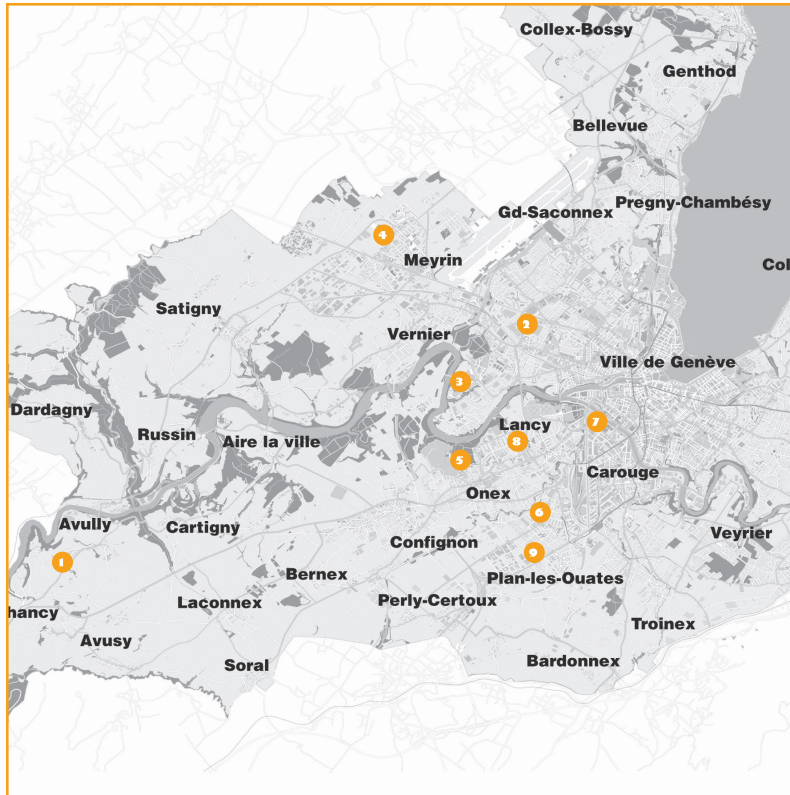 Collex-Bossy
Genthod
Bellevue
Pregny-Chambésy
Gd-Saconnex
4
Meyrin
Col
Satigny
2
Vernier
Ville de Genève
3
Dardagny
7
Lancy
Russin
Aire la ville
8
5
Carouge
Onex
6
Avully
Cartigny
Veyrier
Confignon
9
1
Bernex
Plan-les-Ouates
Laconnex
Perly-Certoux
hancy
Troinex
Avusy
Soral
Bardonnex